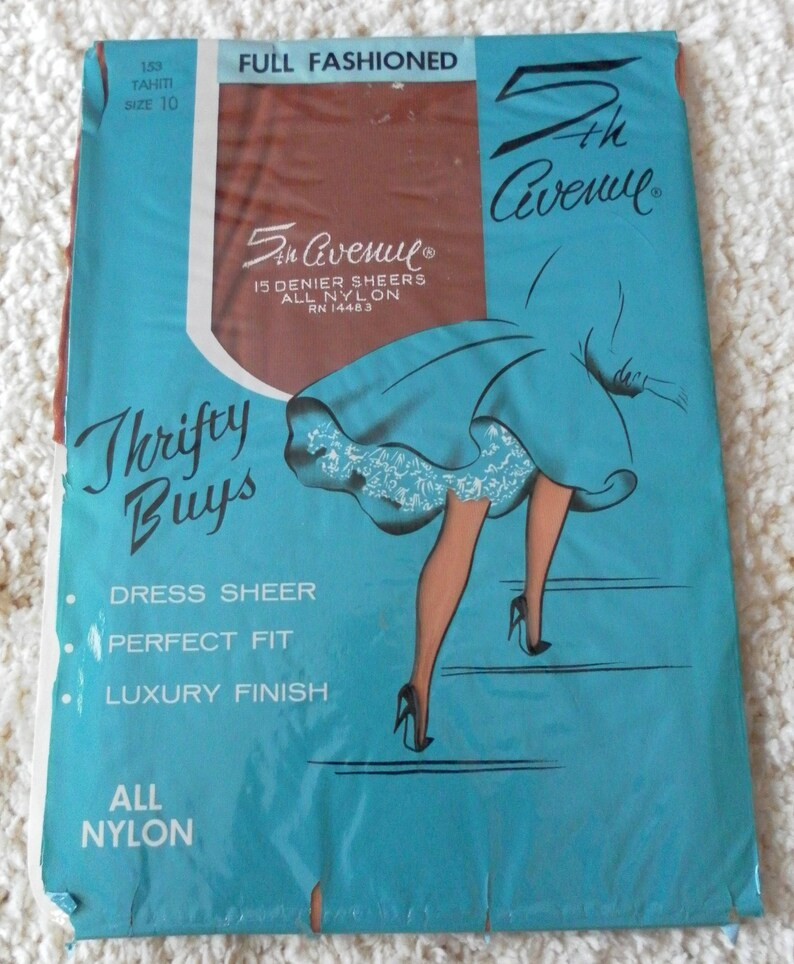 153
TAHITI
SIZE 10
FULL FASHIONED
5th
Avenue®
5th Avenue®
15 DENIER SHEERS
ALL NYLON
RN 14483
Thrifty
Buys
• DRESS SHEER
• PERFECT FIT
• LUXURY FINISH
ALL
NYLON